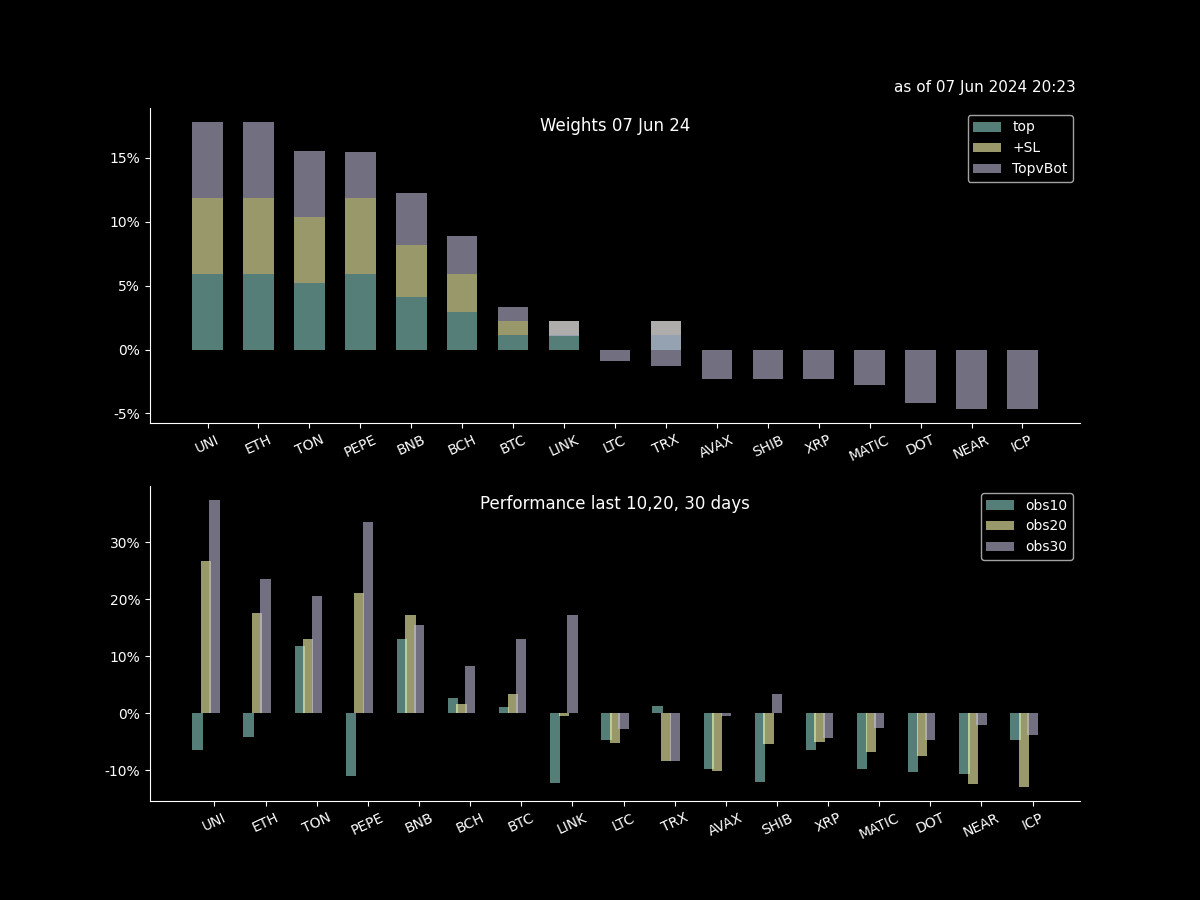 as of 07 Jun 2024 20:23
Weights 07 Jun 24
top
+SL
TopvBot
15%
10%
5%
0%
-5%
UNI ETH TON PEPE BNB BCH BTC LINK LTC TRX AVAX SHIB XRP MATIC DOT NEAR ICP
Performance last 10,20, 30 days
obs10
obs20
obs30
30%
20%
10%
0%
-10%
UNI ETH TON PEPE BNB BCH BTC LINK LTC TRX AVAX SHIB XRP MATIC DOT NEAR ICP